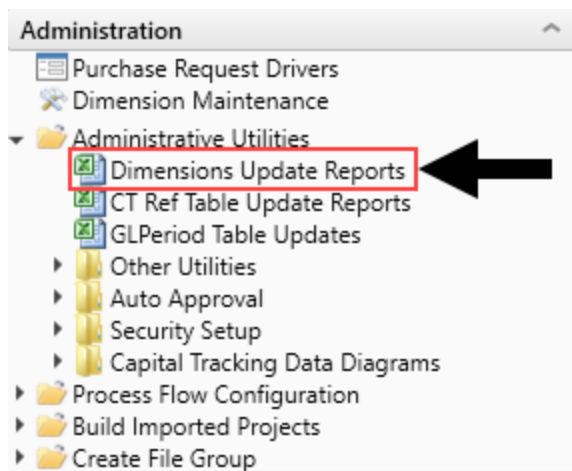 Administration
Purchase Request Drivers
Dimension Maintenance
Administrative Utilities
Dimensions Update Reports
CT Ref Table Update Reports
GLPeriod Table Updates
Other Utilities
Auto Approval
Security Setup
Capital Tracking Data Diagrams
Process Flow Configuration
Build Imported Projects
Create File Group